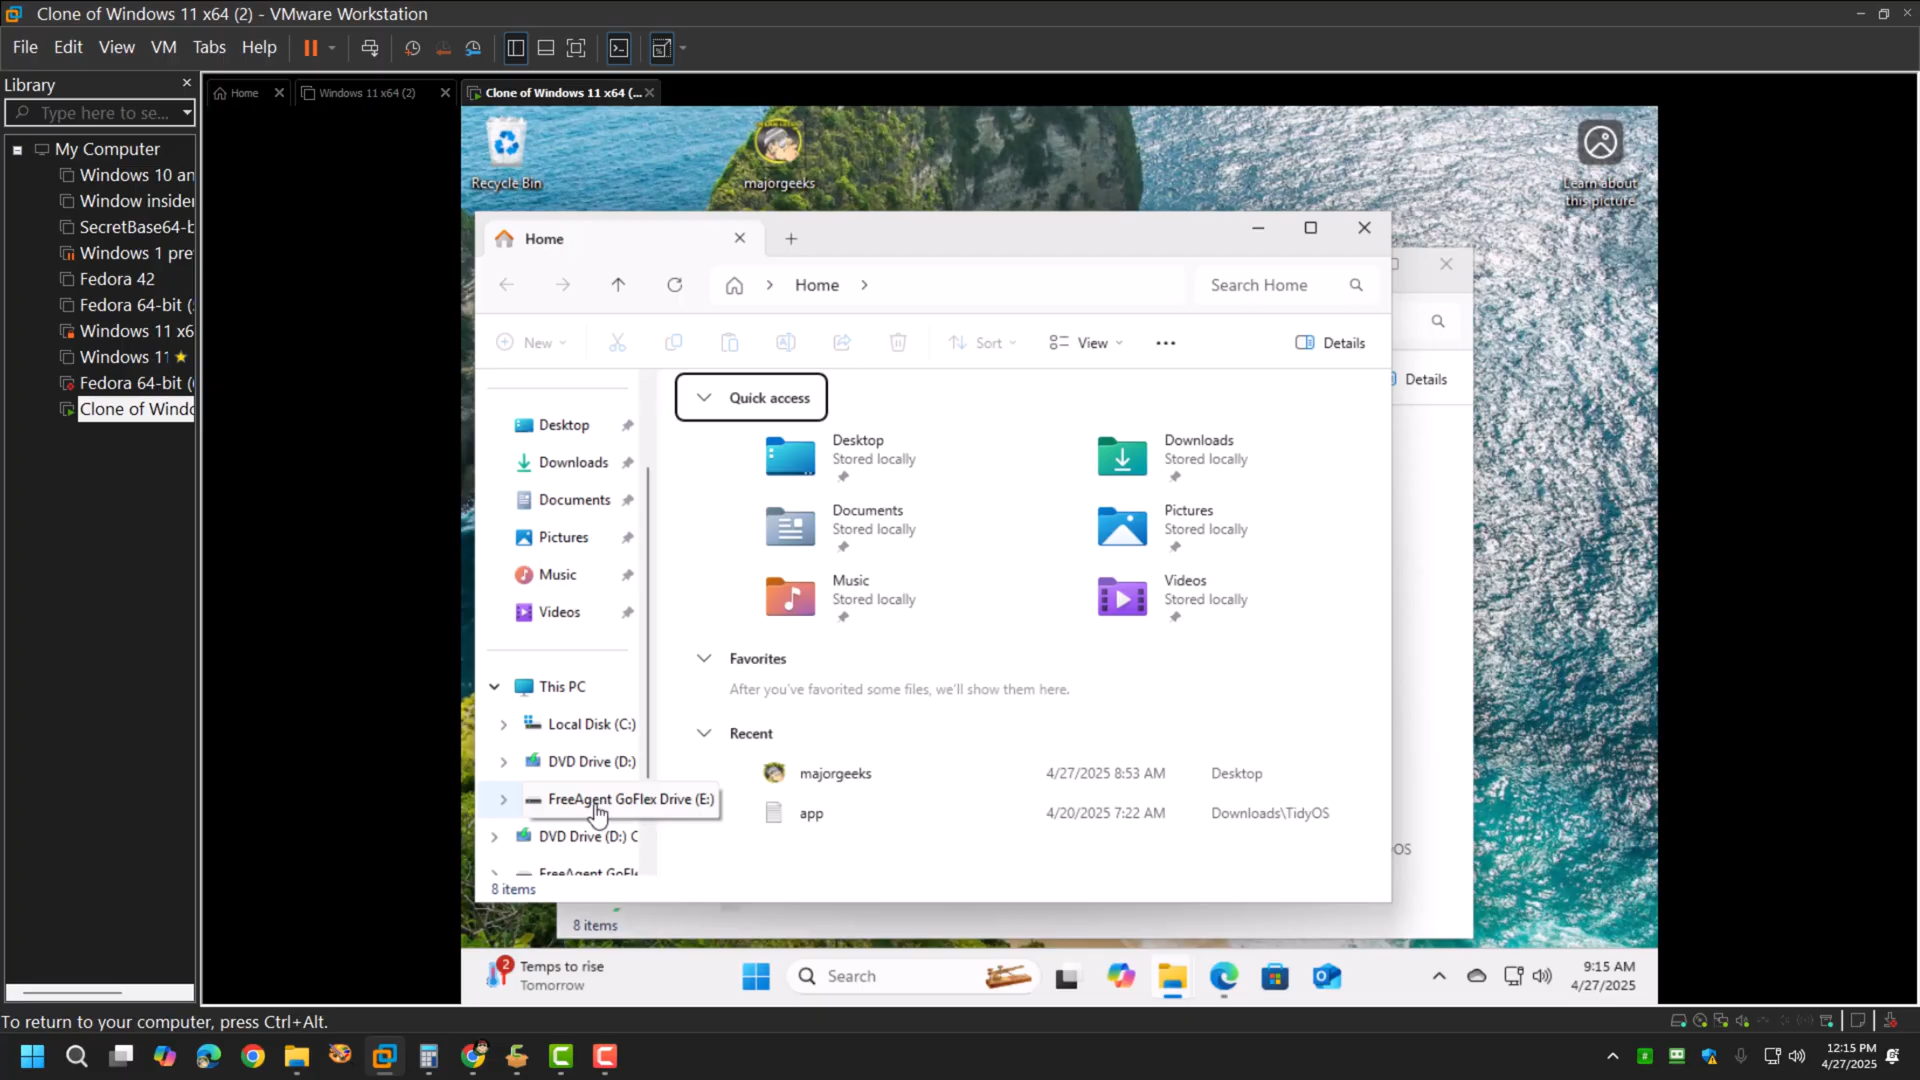 Clone of Windows 11 x64 (2) - VMware Workstation
File Edit View VM Tabs Help
Library
Type here to se...
My Computer
Windows 10 an
Window insider
SecretBase64-b
Windows 1 pre
Fedora 42
Fedora 64-bit (
Windows 11 x6
Windows 11
Fedora 64-bit (
Clone of Windo
Home
Windows 11 x64 (2)
Clone of Windows 11 x64 (...
Recycle Bin
majorgeeks
Learn about
this picture
Home
Home
Search Home
New
Sort
View
Details
Details
Desktop
Downloads
Documents
Pictures
Music
Videos
This PC
Local Disk (C:)
DVD Drive (D:)
FreeAgent GoFlex Drive (E:)
DVD Drive (D:) C
FreeAgent GoFle
8 items
Quick access
Desktop
Stored locally
Downloads
Stored locally
Documents
Stored locally
Pictures
Stored locally
Music
Stored locally
Videos
Stored locally
Favorites
After you've favorited some files, we'll show them here.
Recent
majorgeeks 4/27/2025 8:53 AM Desktop
app 4/20/2025 7:22 AM Downloads\TidyOS
OS
8 items
2
Temps to rise
Tomorrow
Search
9:15 AM
4/27/2025
To return to your computer, press Ctrl+Alt.
12:15 PM
4/27/2025